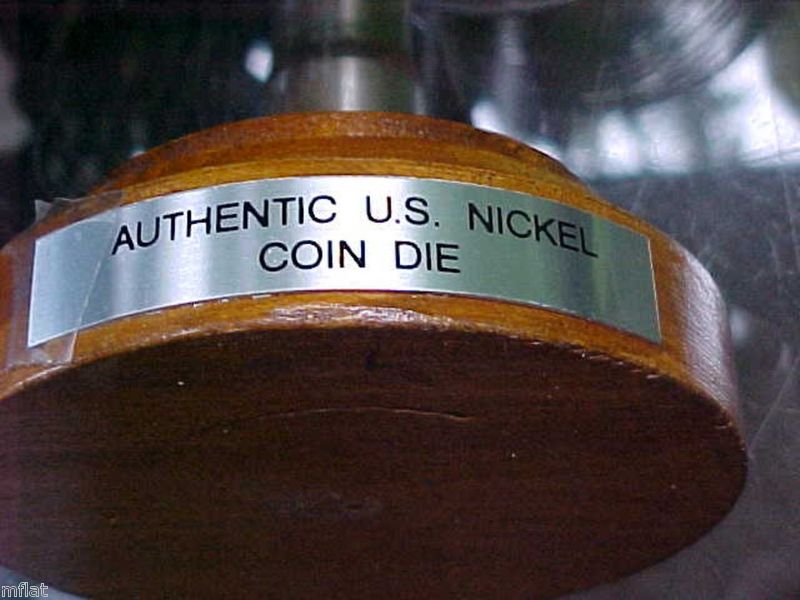 AUTHENTIC U.S. NICKEL
COIN DIE
mflat